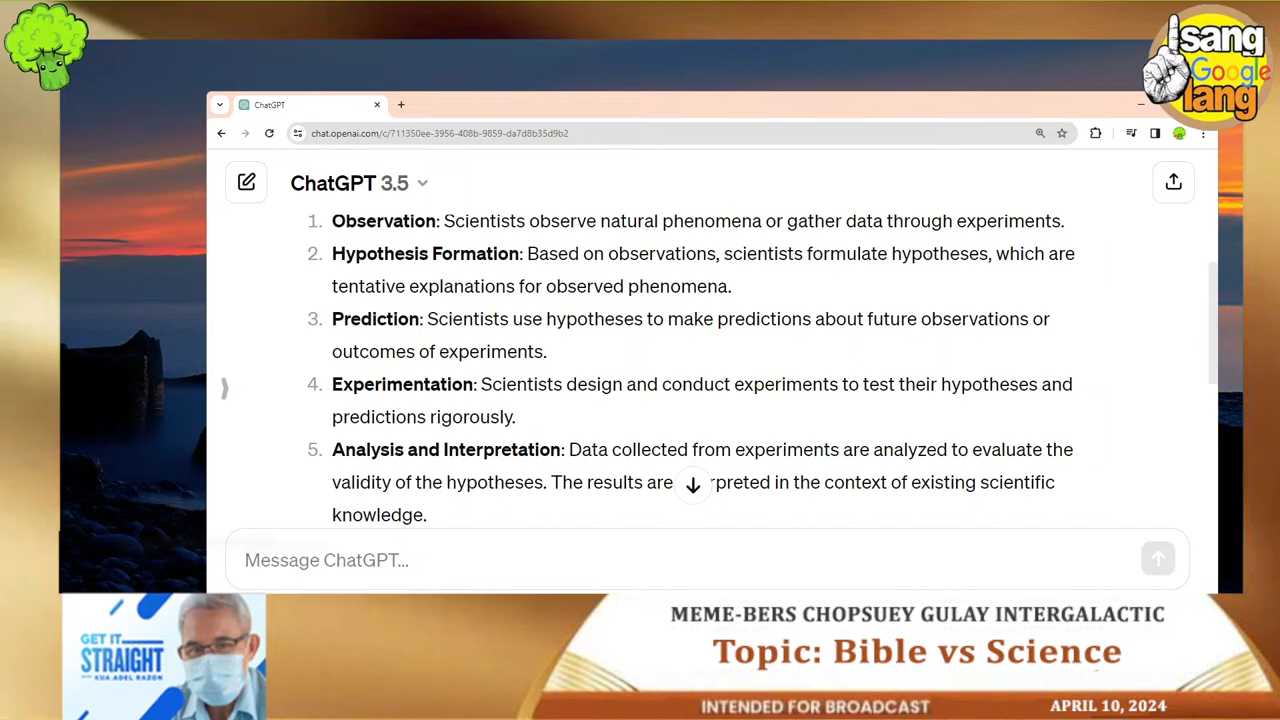 Isang
Google
lang
ChatGPT
chat.openai.com/c/711350ee-3956-408b-9859-da7d8b35d9b2
ChatGPT 3.5
1. Observation: Scientists observe natural phenomena or gather data through experiments.
2. Hypothesis Formation: Based on observations, scientists formulate hypotheses, which are
tentative explanations for observed phenomena.
3. Prediction: Scientists use hypotheses to make predictions about future observations or
outcomes of experiments.
4. Experimentation: Scientists design and conduct experiments to test their hypotheses and
predictions rigorously.
5. Analysis and Interpretation: Data collected from experiments are analyzed to evaluate the
validity of the hypotheses. The results are rpreted in the context of existing scientific
knowledge.
Message ChatGPT...
GET IT
STRAIGHT
WITH KUA ADEL RAZON
MEME-BERS CHOPSUEY GULAY INTERGALACTIC
Topic: Bible vs Science
INTENDED FOR BROADCAST
APRIL 10, 2024